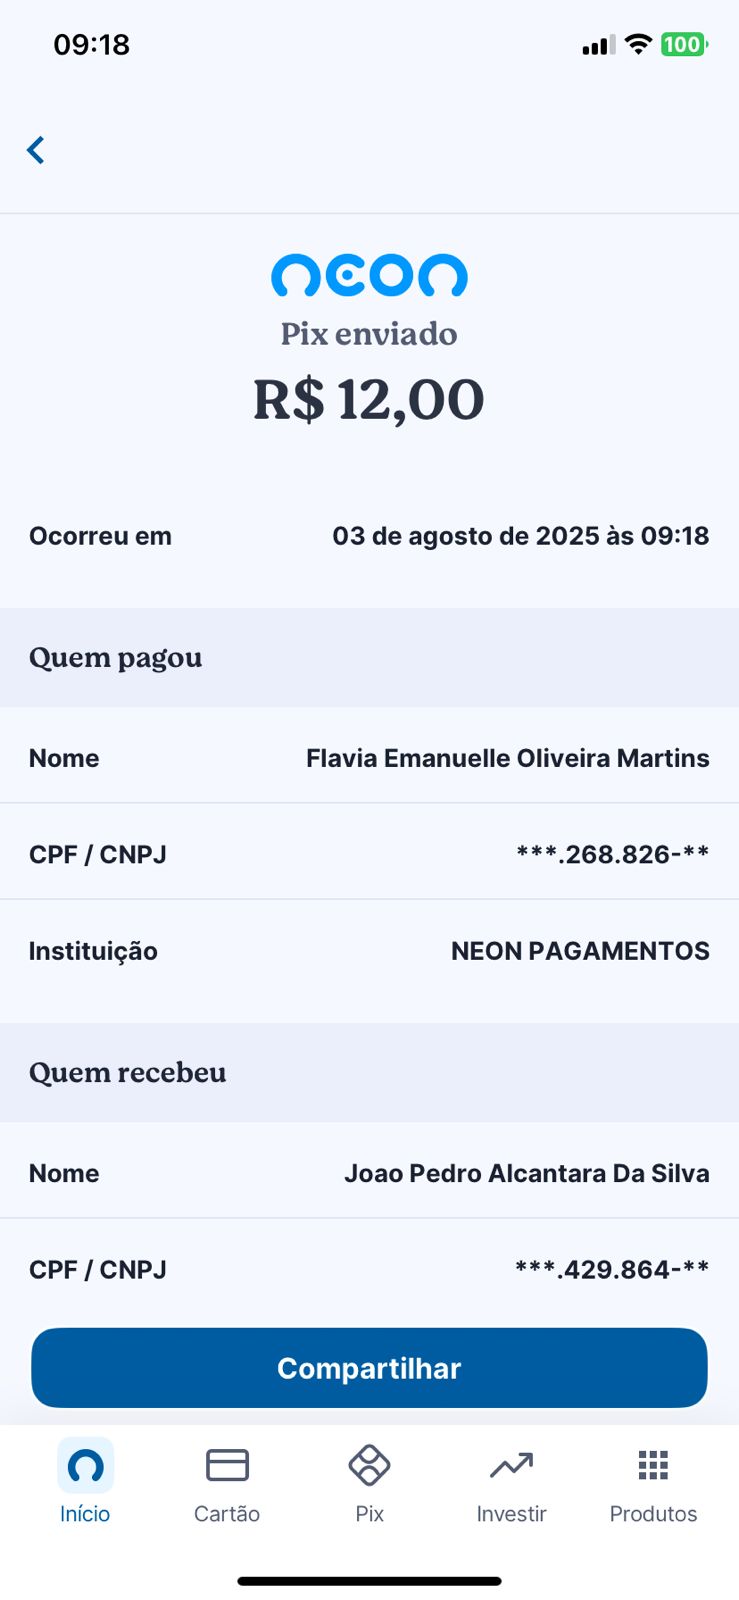 09:18
100
neon
Pix enviado
R$ 12,00
Ocorreu em 03 de agosto de 2025 às 09:18
Quem pagou
Nome Flavia Emanuelle Oliveira Martins
CPF / CNPJ ***.268.826-**
Instituição NEON PAGAMENTOS
Quem recebeu
Nome Joao Pedro Alcantara Da Silva
CPF / CNPJ ***.429.864-**
Compartilhar
Início Cartão Pix Investir Produtos